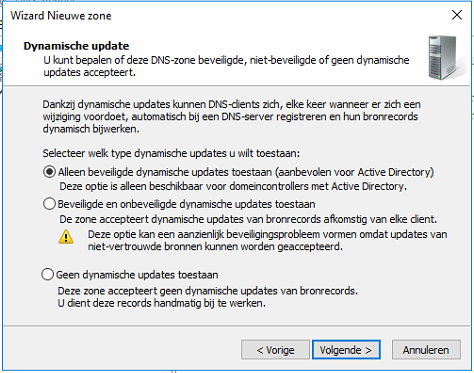 Wizard Nieuwe zone
Dynamische update
U kunt bepalen of deze DNS-zone beveiligde, niet-beveiligde of geen dynamische
updates accepteert.
Dankzij dynamische updates kunnen DNS-clients zich, elke keer wanneer er zich een
wijziging voordoet, automatisch bij een DNS-server registreren en hun bronrecords
dynamisch bijwerken.
Selecteer welk type dynamische updates u wilt toestaan:
Alleen beveiligde dynamische updates toestaan (aanbevolen voor Active Directory)
Deze optie is alleen beschikbaar voor domeincontrollers met Active Directory.
Beveiligde en onbeveiligde dynamische updates toestaan
De zone accepteert dynamische updates van bronrecords afkomstig van elke client.
Deze optie kan een aanzienlijk beveiligingsprobleem vormen omdat updates van
niet-vertrouwde bronnen kunnen worden geaccepteerd.
Geen dynamische updates toestaan
Deze zone accepteert geen dynamische updates van bronrecords.
U dient deze records handmatig bij te werken.
< Vorige
Volgende >
Annuleren